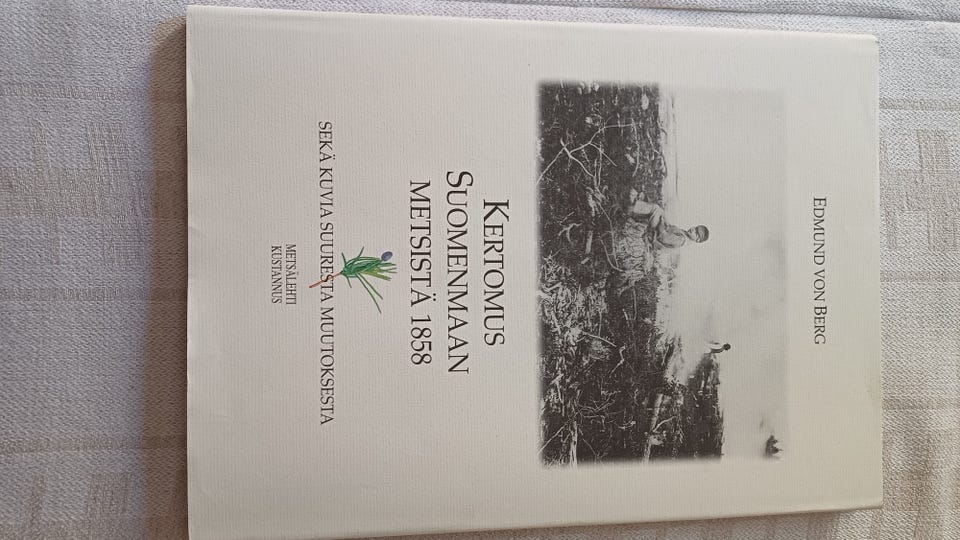 EDMUND VON BERG
KERTOMUS
SUOMENMAAN
METSISTÄ 1858
SEKÄ KUVIA SUURESTA MUUTOKSESTA
METSÄLEHTI
KUSTANNUS